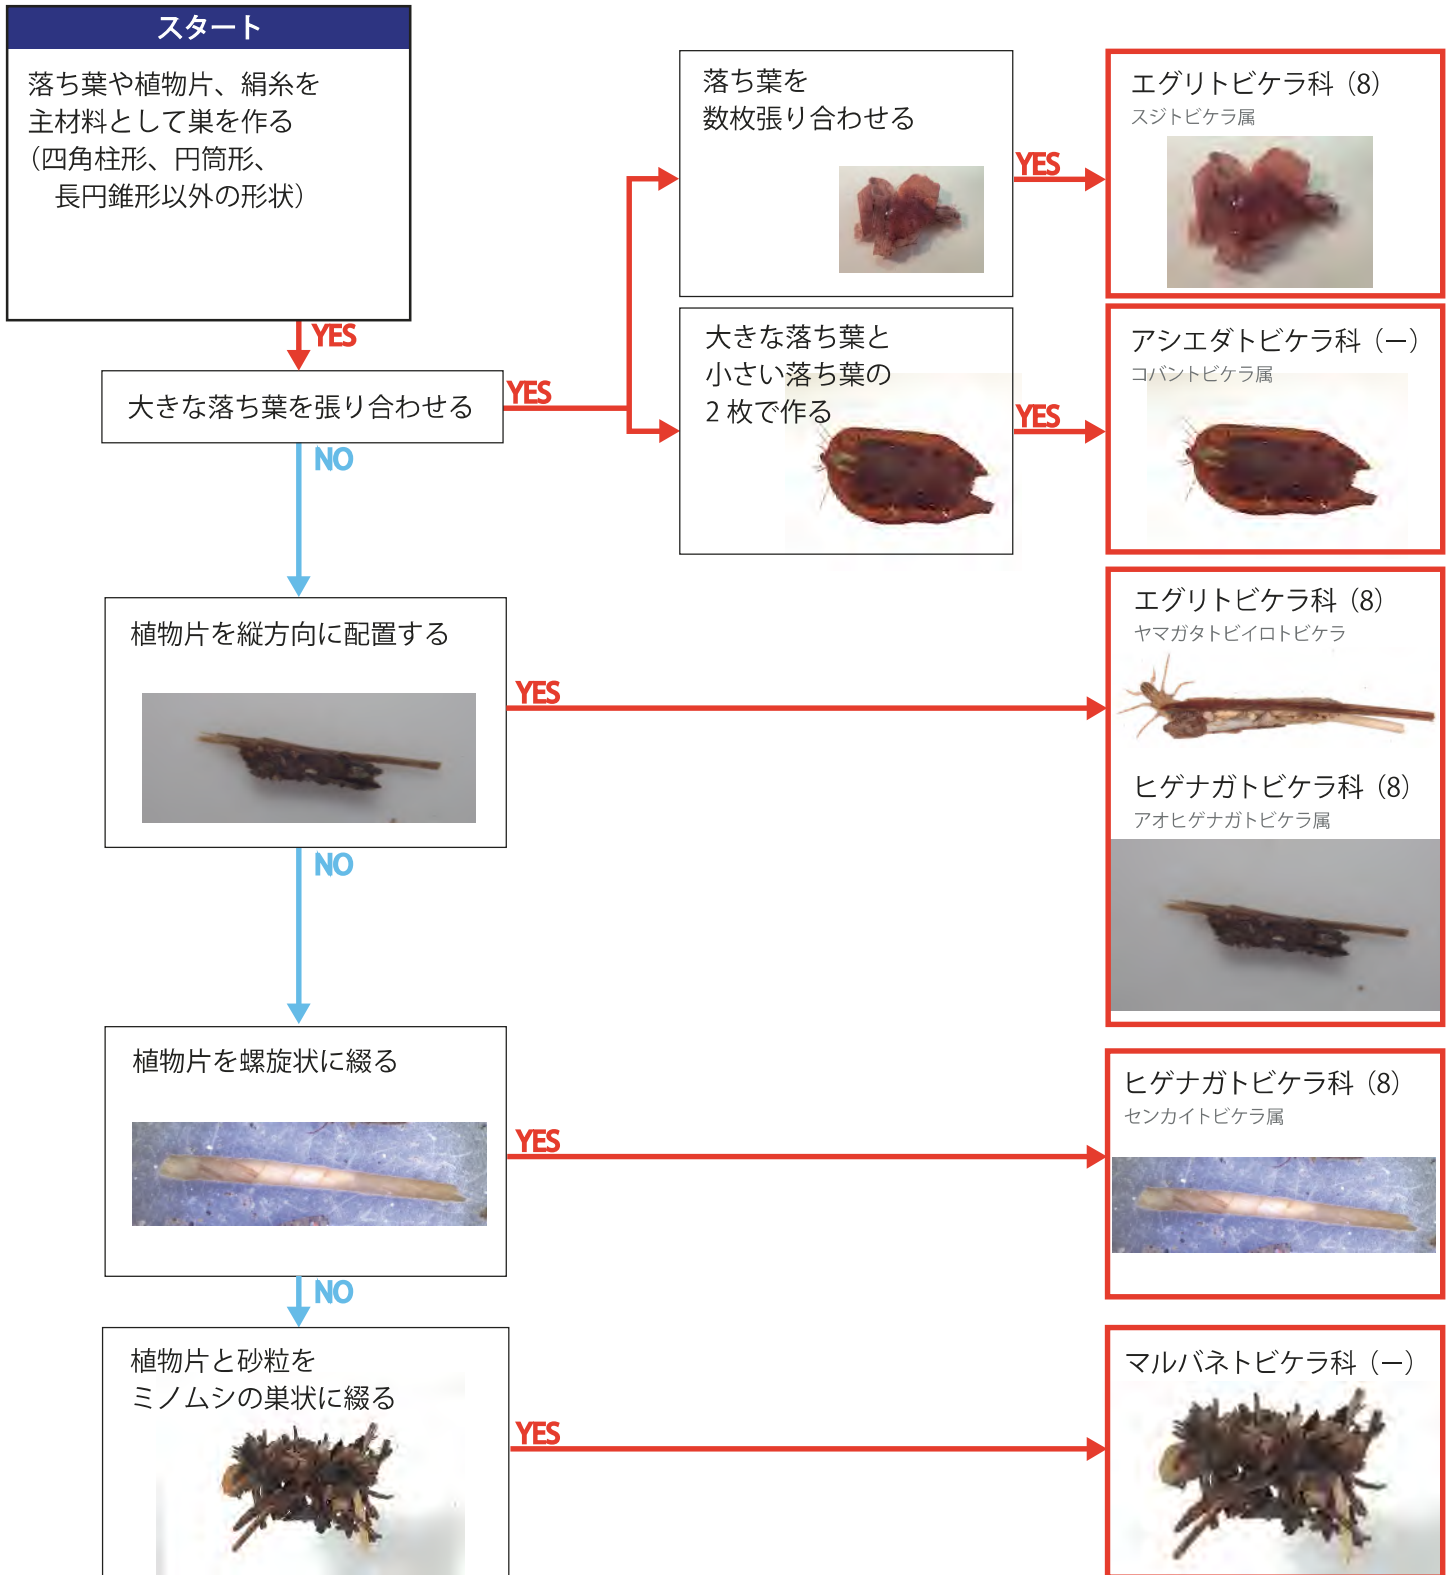 スタート
落ち葉や植物片、絹糸を
主材料として巣を作る
（四角柱形、円筒形、
長円錐形以外の形状）
YES
大きな落ち葉を張り合わせる
YES
落ち葉を
数枚張り合わせる
YES
エグリトビケラ科（8）
スジトビケラ属
大きな落ち葉と
小さい落ち葉の
2 枚で作る
YES
アシエダトビケラ科（－）
コバントビケラ属
NO
植物片を縦方向に配置する
YES
エグリトビケラ科（8）
ヤマガタトビイロトビケラ
ヒゲナガトビケラ科（8）
アオヒゲナガトビケラ属
NO
植物片を螺旋状に綴る
YES
ヒゲナガトビケラ科（8）
センカイトビケラ属
NO
植物片と砂粒を
ミノムシの巣状に綴る
YES
マルバネトビケラ科（－）